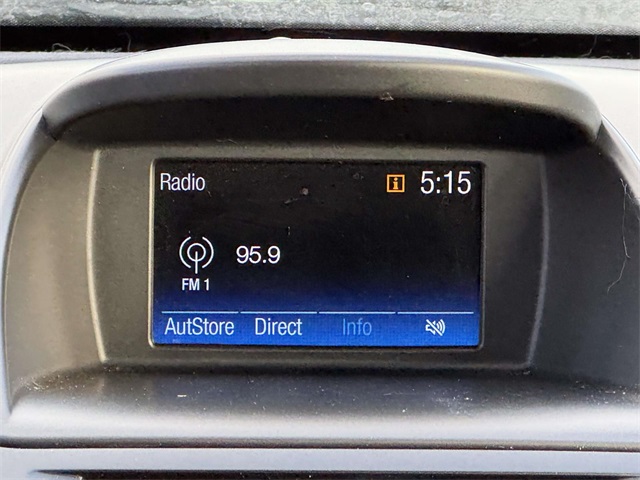 Radio 5:15
95.9
FM 1
AutStore Direct Info